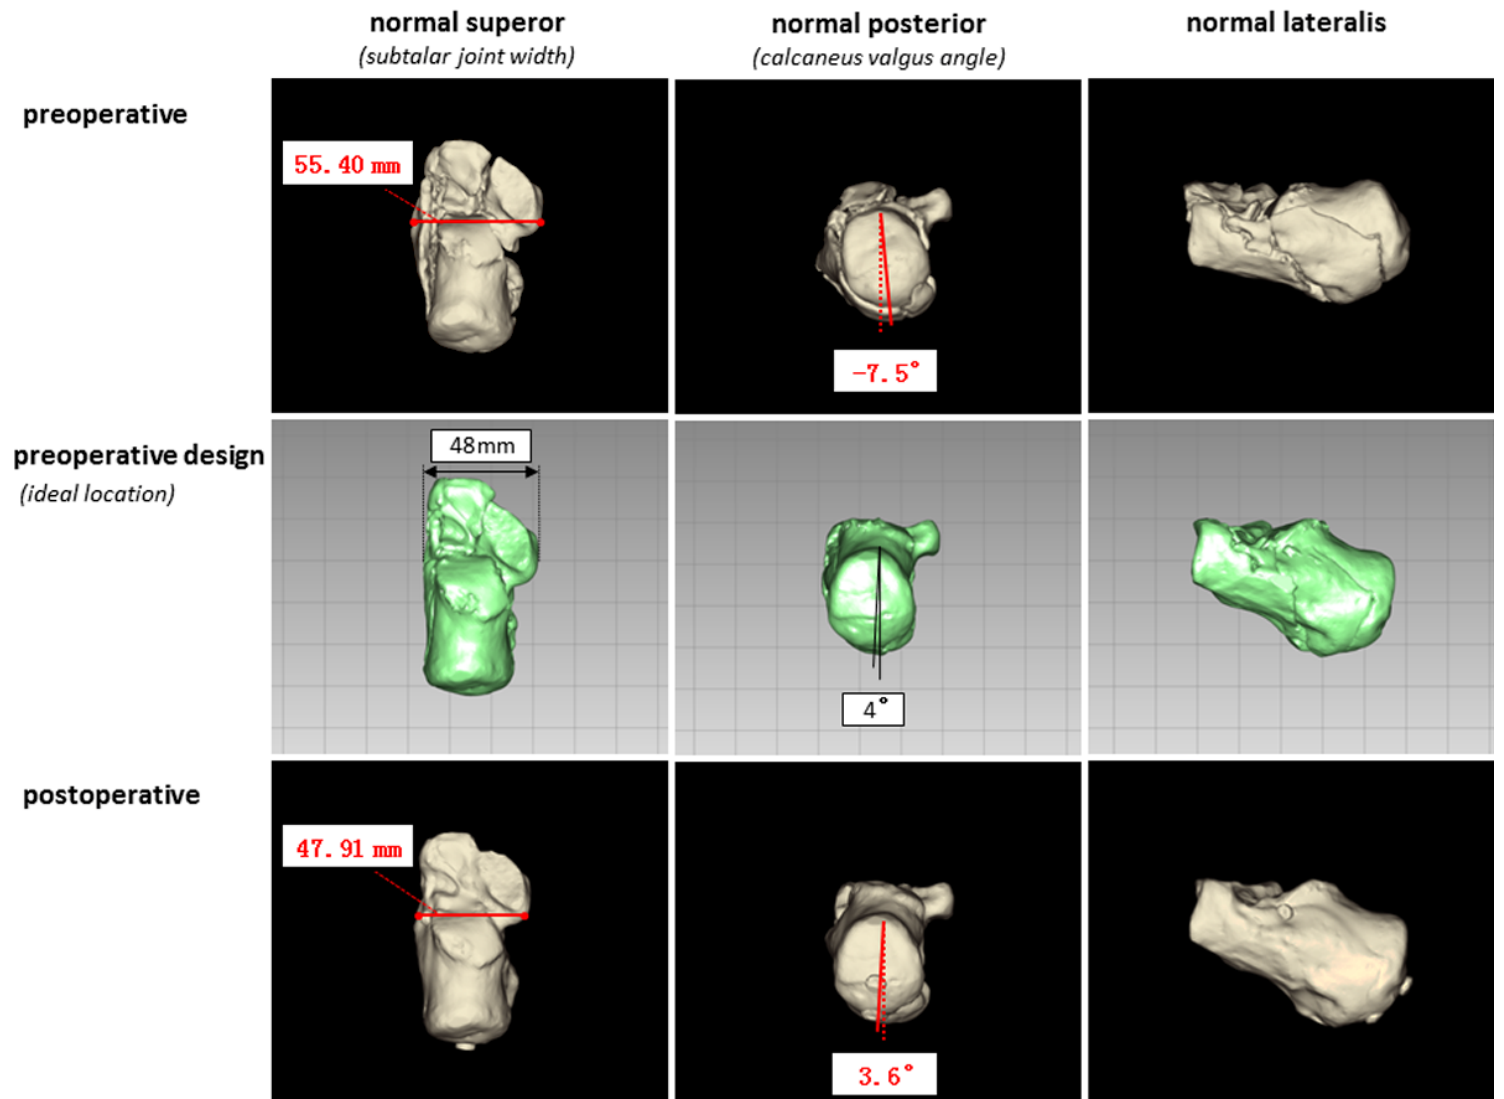 normal superor
(subtalar joint width)
normal posterior
(calcaneus valgus angle)
normal lateralis
preoperative
55.40 mm
-7.5°
preoperative design
(ideal location)
48mm
4°
postoperative
47.91 mm
3.6°